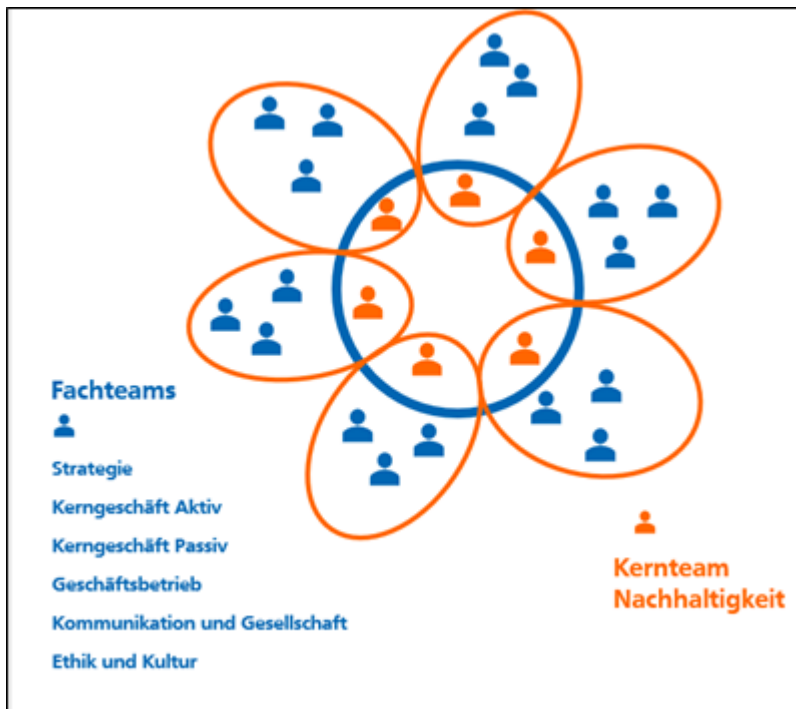 Fachteams
Strategie
Kerngeschäft Aktiv
Kerngeschäft Passiv
Geschäftsbetrieb
Kommunikation und Gesellschaft
Ethik und Kultur
Kernteam
Nachhaltigkeit